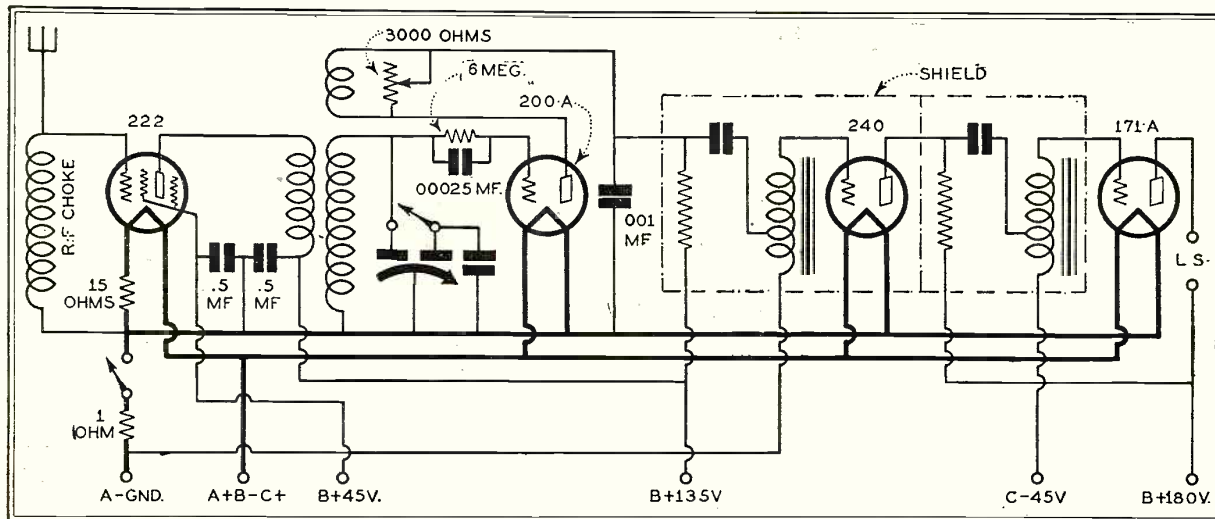 3000 OHMS
6 MEG.
SHIELD
200-A
222
240
171-A
R.F CHOKE
00025 MF.
001
MF
15
OHMS
.5
MF
.5
MF
L S-
1
OHM
A-GND.
A+B-C+
B+45V.
B+135V
C-45V
B+180V.